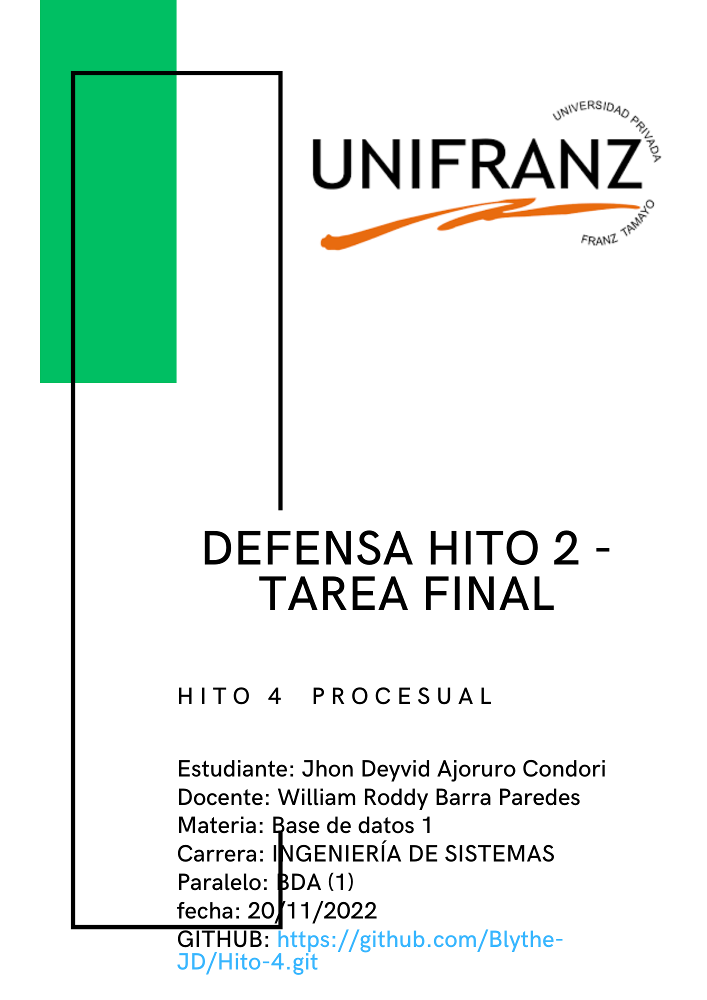 UNIVERSIDAD PRIVADA
UNIFRANZ
FRANZ TAMAYO
DEFENSA HITO 2 -
TAREA FINAL
HITO 4 PROCESUAL
Estudiante: Jhon Deyvid Ajoruro Condori
Docente: William Roddy Barra Paredes
Materia: Base de datos 1
Carrera: INGENIERÍA DE SISTEMAS
Paralelo: BDA (1)
fecha: 20/11/2022
GITHUB: https://github.com/Blythe-
JD/Hito-4.git